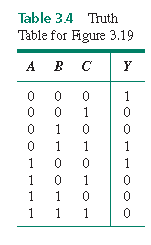 Table 3.4 Truth
Table for Figure 3.19
A B C Y
0 0 0 1
0 0 1 0
0 1 0 0
0 1 1 1
1 0 0 1
1 0 1 0
1 1 0 0
1 1 1 0